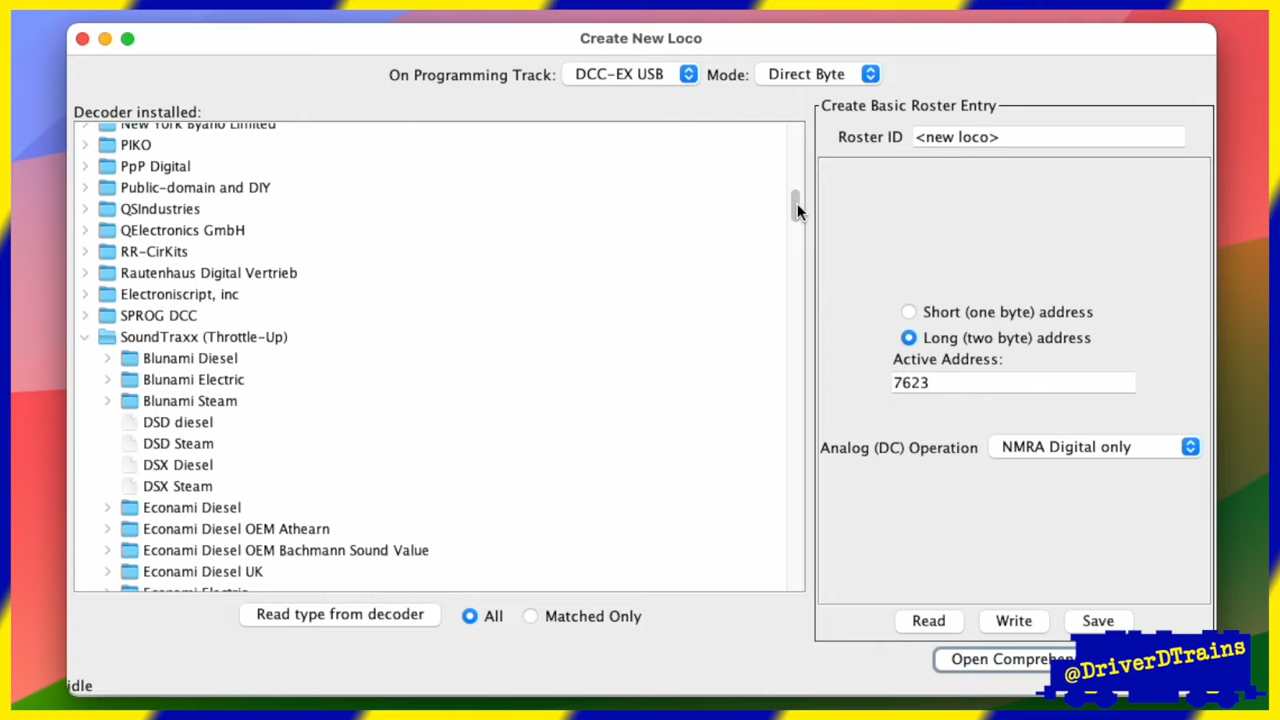 Create New Loco
On Programming Track: DCC-EX USB Mode: Direct Byte
Decoder installed:
New York Byano Limited
PIKO
PpP Digital
Public-domain and DIY
QSIndustries
QElectronics GmbH
RR-CirKits
Rautenhaus Digital Vertrieb
Electroniscript, inc
SPROG DCC
SoundTraxx (Throttle-Up)
Blunami Diesel
Blunami Electric
Blunami Steam
DSD diesel
DSD Steam
DSX Diesel
DSX Steam
Econami Diesel
Econami Diesel OEM Athearn
Econami Diesel OEM Bachmann Sound Value
Econami Diesel UK
Read type from decoder All Matched Only
idle
Create Basic Roster Entry
Roster ID <new loco>
Short (one byte) address
Long (two byte) address
Active Address:
7623
Analog (DC) Operation NMRA Digital only
Read Write Save
Open
@DriverDTrains